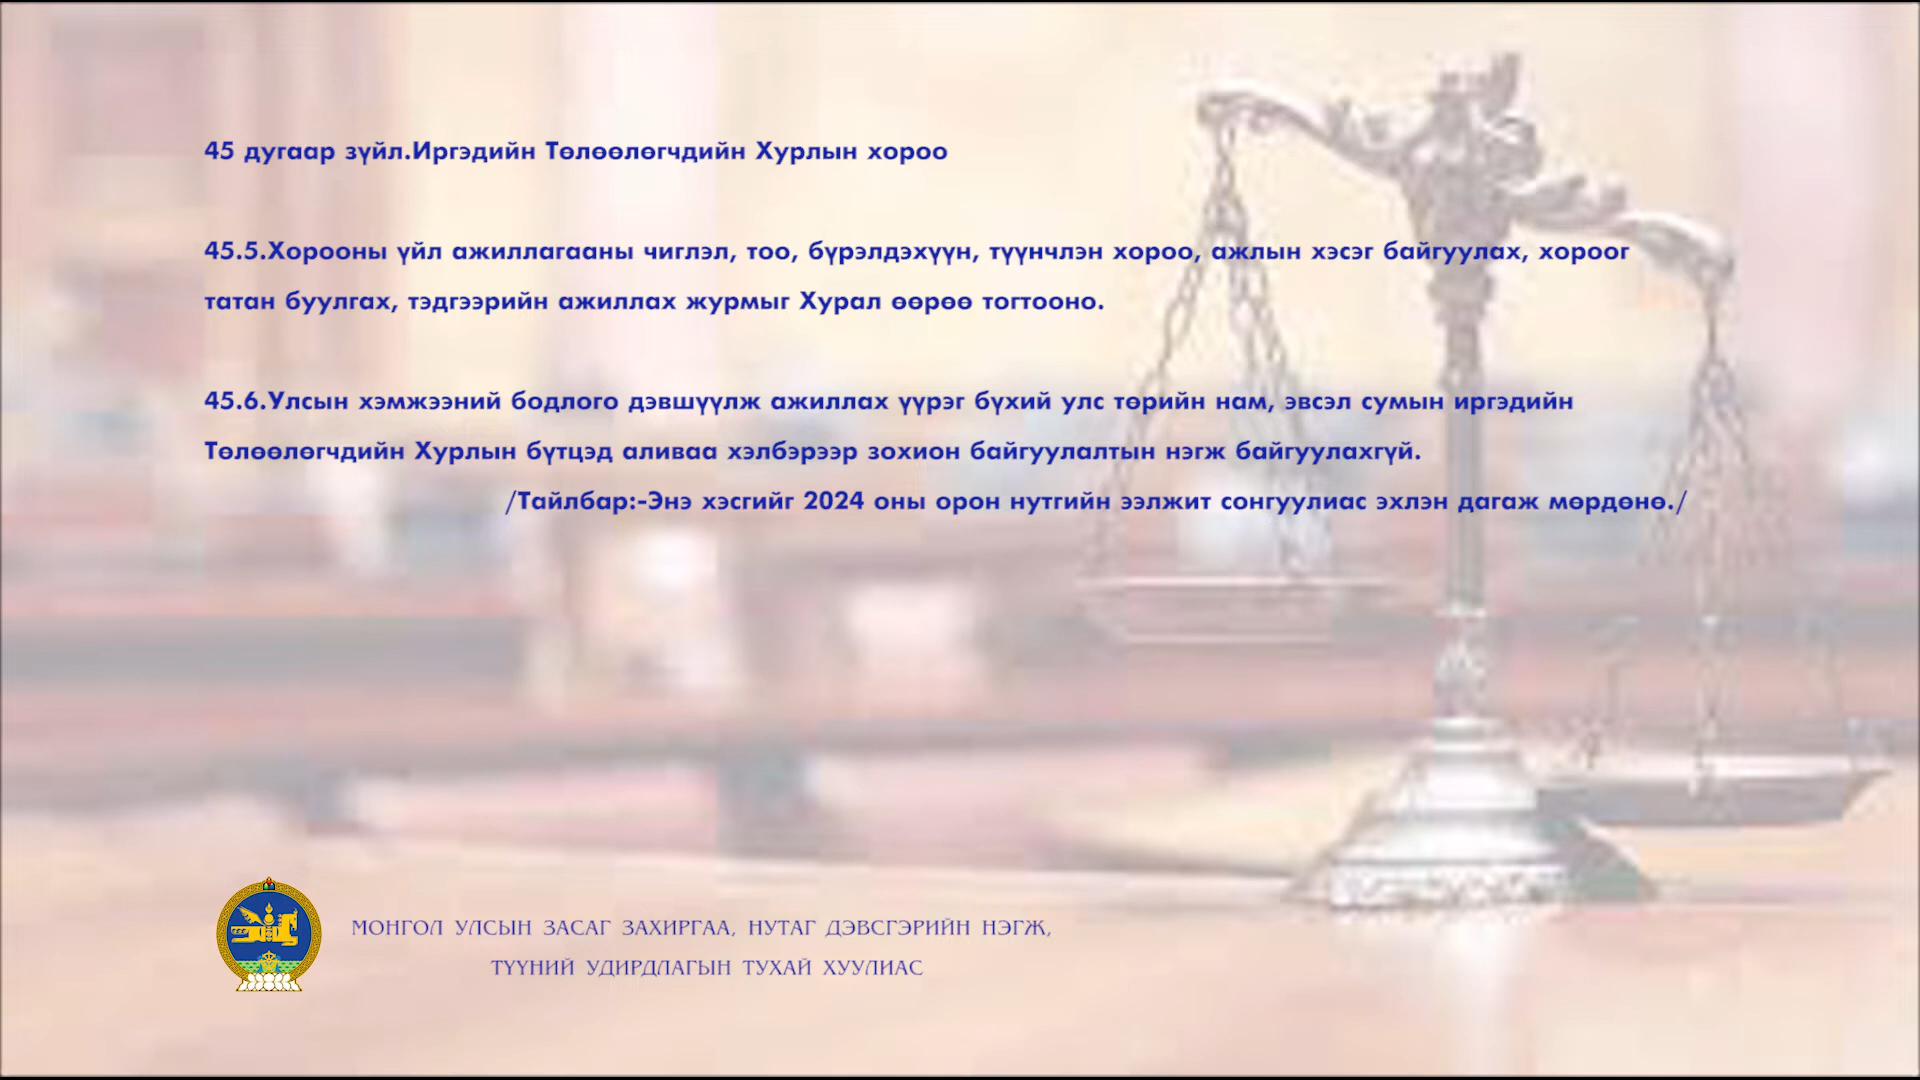 45 дугаар зүйл.Иргэдийн Төлөөлөгчдийн Хурлын хороо
45.5.Хорооны үйл ажиллагааны чиглэл, тоо, бүрэлдэхүүн, түүнчлэн хороо, ажлын хэсэг байгуулах, хороог
татан буулгах, тэдгээрийн ажиллах журмыг Хурал өөрөө тогтооно.
45.6.Улсын хэмжээний бодлого дэвшүүлж ажиллах үүрэг бүхий улс төрийн нам, эвсэл сумын иргэдийн
Төлөөлөгчдийн Хурлын бүтцэд аливаа хэлбэрээр зохион байгуулалтын нэгж байгуулахгүй.
/Тайлбар:-Энэ хэсгийг 2024 оны орон нутгийн ээлжит сонгуулиас эхлэн дагаж мөрдөнө./
МОНГОЛ УЛСЫН ЗАСАГ ЗАХИРГАА, НУТАГ ДЭВСГЭРИЙН НЭГЖ,
ТҮҮНИЙ УДИРДЛАГЫН ТУХАЙ ХУУЛИАС